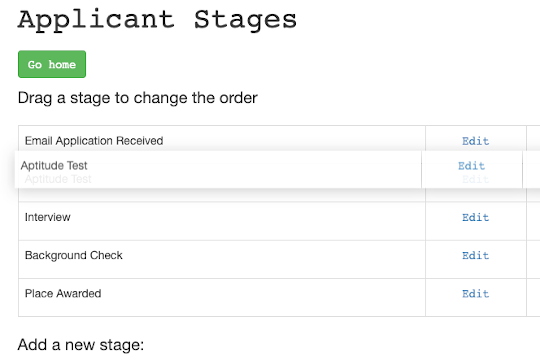 Applicant Stages
Go home
Drag a stage to change the order
Email Application Received Edit
Aptitude Test Edit
Aptitude Test Edit
Interview Edit
Background Check Edit
Place Awarded Edit
Add a new stage: